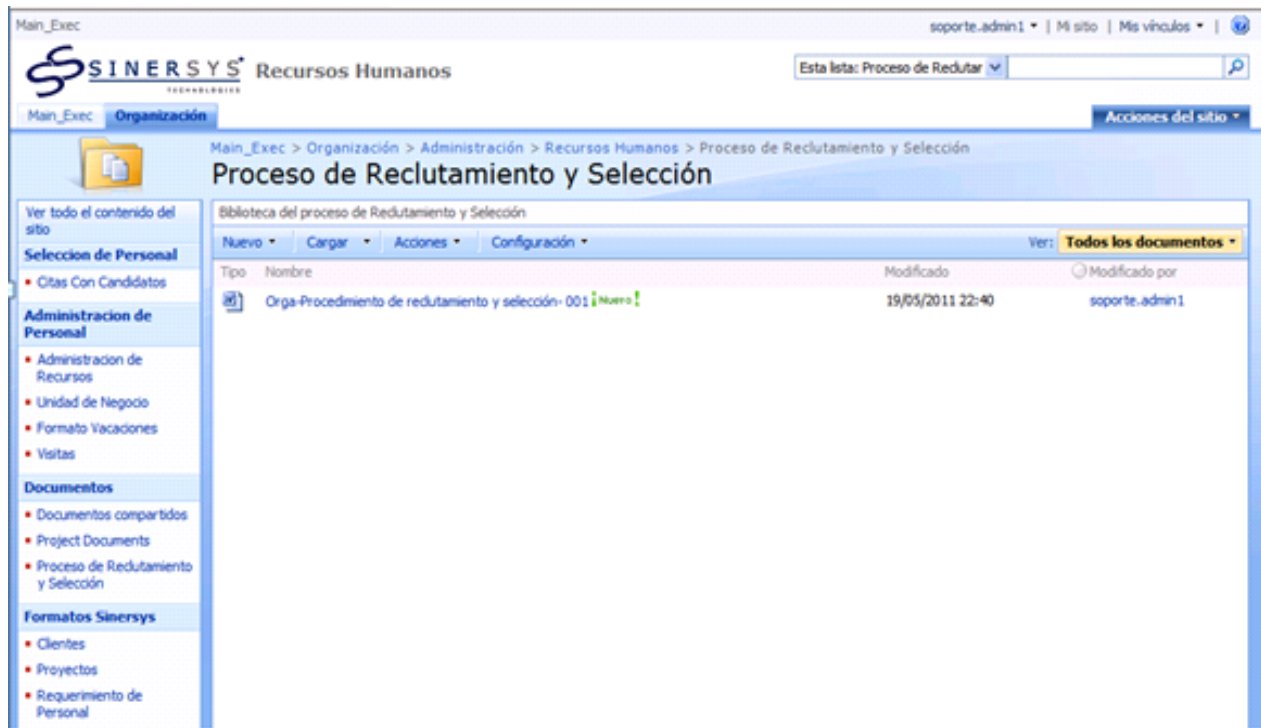 Main_Exec
soporte.admin1 | Mi sitio | Mis vínculos |
SINERSYS Recursos Humanos
TECHNOLOGIES
Esta lista: Proceso de Reclutar
Main_Exec Organización
Acciones del sitio
Main_Exec > Organización > Administración > Recursos Humanos > Proceso de Reclutamiento y Selección
Proceso de Reclutamiento y Selección
Ver todo el contenido del
sitio
Seleccion de Personal
Citas Con Candidatos
Administracion de
Personal
Administracion de
Recursos
Unidad de Negocio
Formato Vacaciones
Visitas
Documentos
Documentos compartidos
Project Documents
Proceso de Reclutamiento
y Selección
Formatos Sinersys
Clientes
Proyectos
Requerimiento de
Personal
Biblioteca del proceso de Reclutamiento y Selección
Nuevo Cargar Acciones Configuración
Ver: Todos los documentos
Tipo Nombre Modificado Modificado por
Orga-Procedimiento de reclutamiento y selección- 001 ¡Nuevo! 19/05/2011 22:40 soporte.admin1